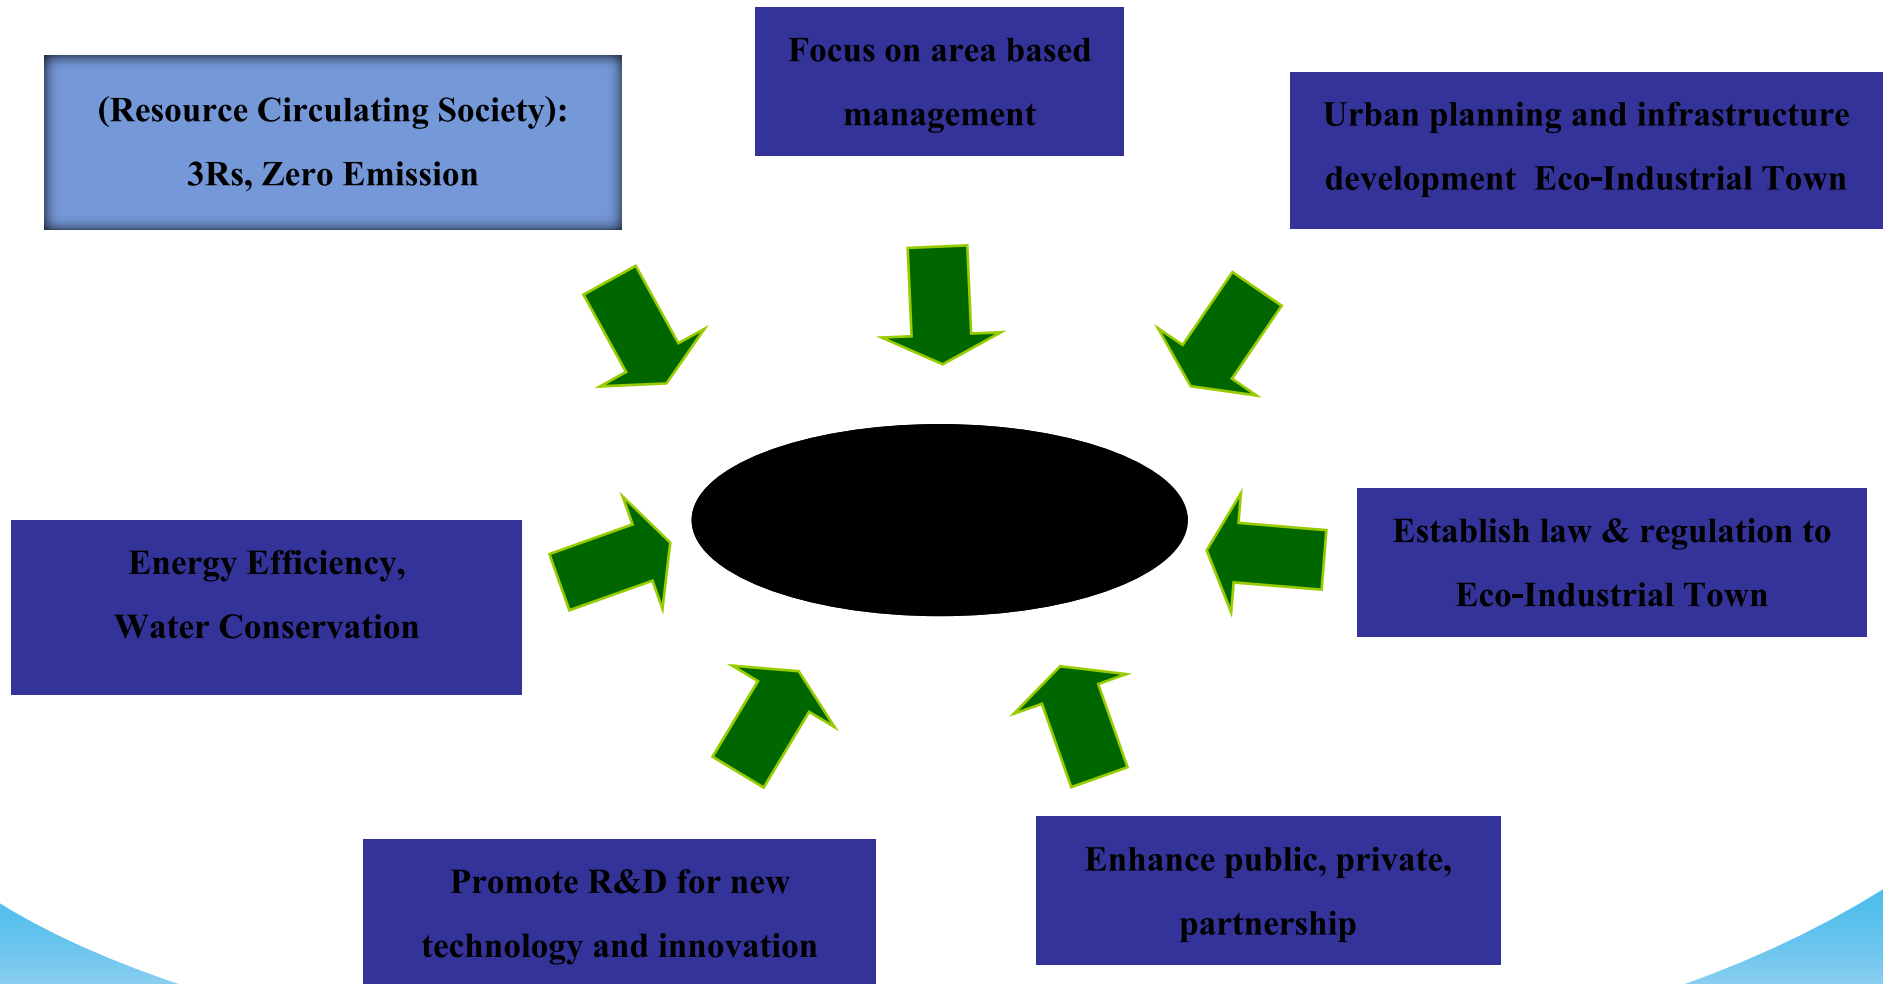 Focus on area based
management
(Resource Circulating Society):
3Rs, Zero Emission
Urban planning and infrastructure
development  Eco-Industrial Town
Energy Efficiency,
Water Conservation
Establish law & regulation to
Eco-Industrial Town
Promote R&D for new
technology and innovation
Enhance public, private,
partnership